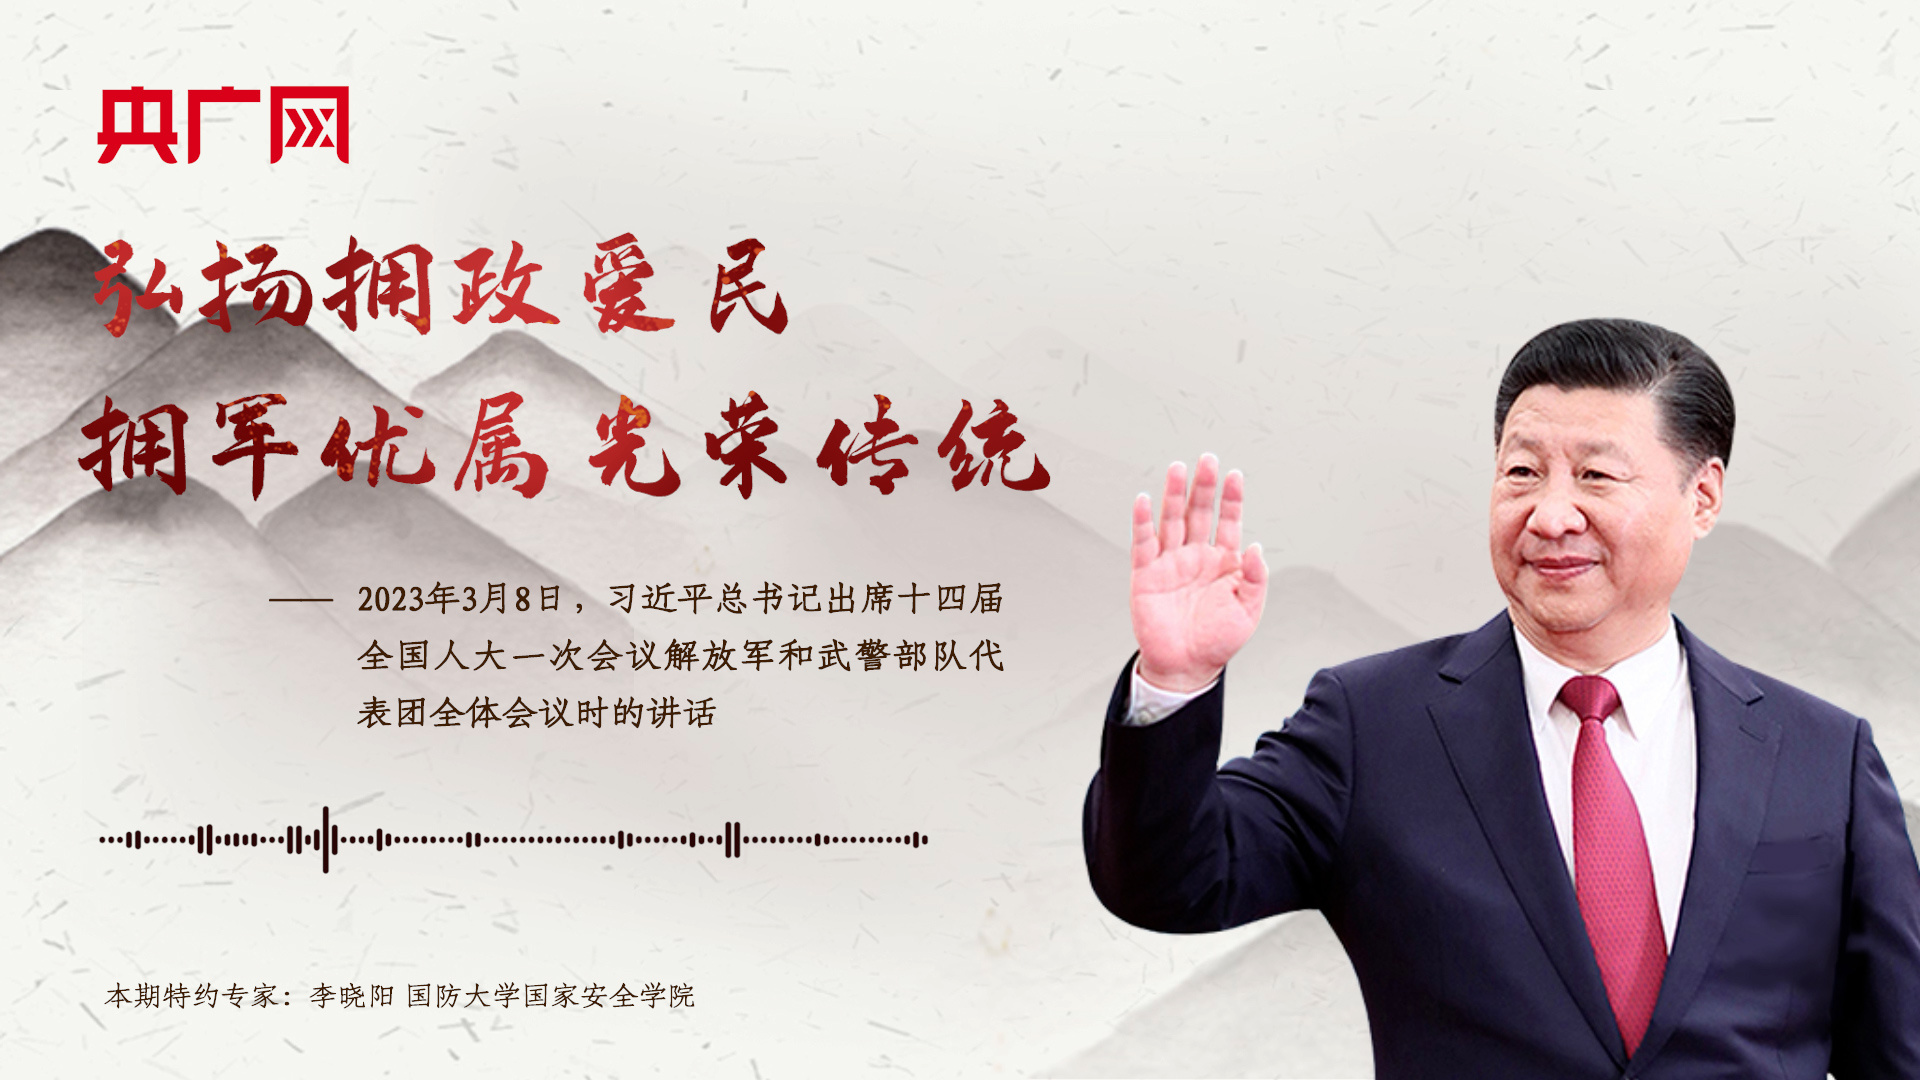 央广网
弘扬拥政爱民
拥军优属光荣传统
—— 2023年3月8日，习近平总书记出席十四届
全国人大一次会议解放军和武警部队代
表团全体会议时的讲话
本期特约专家：李晓阳 国防大学国家安全学院